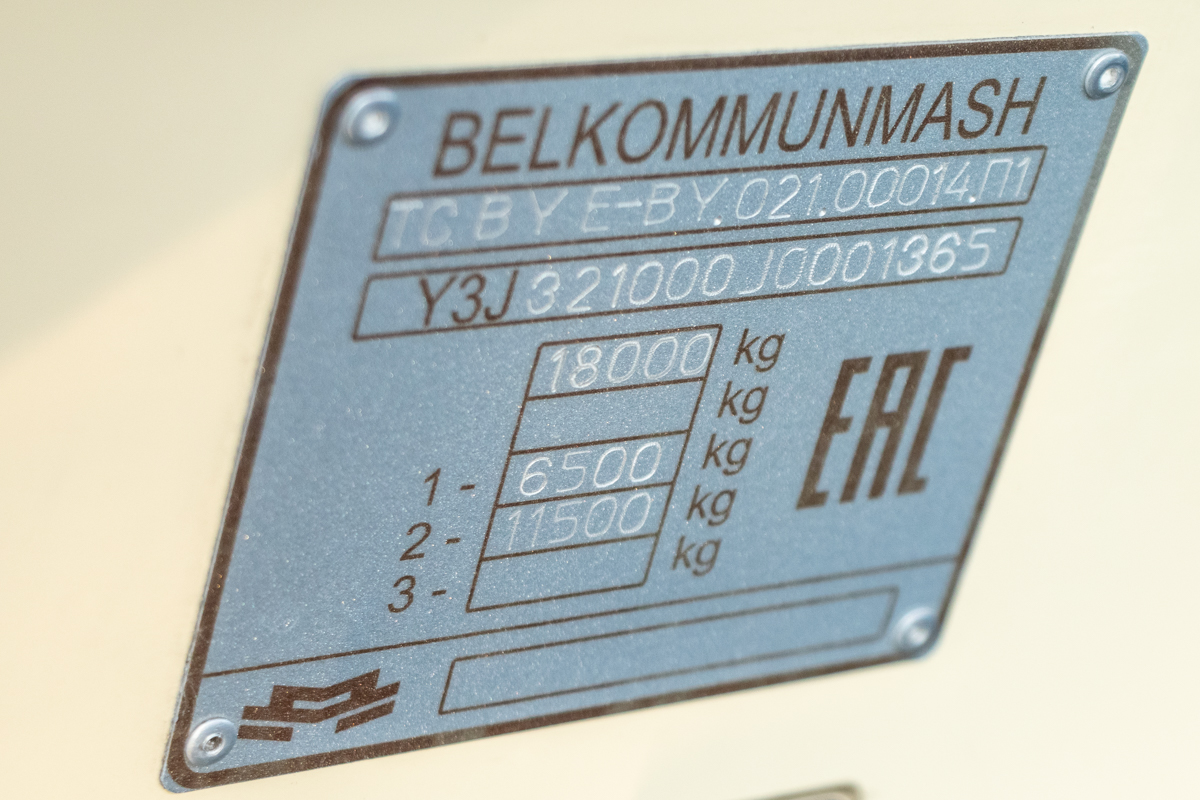 BELKOMMUNMASH
TC BY E-BY.021.00014.П1
Y3J321000J0001365
18000 kg
kg
1 - 6500 kg
2 - 11500 kg
3 - kg
EAC